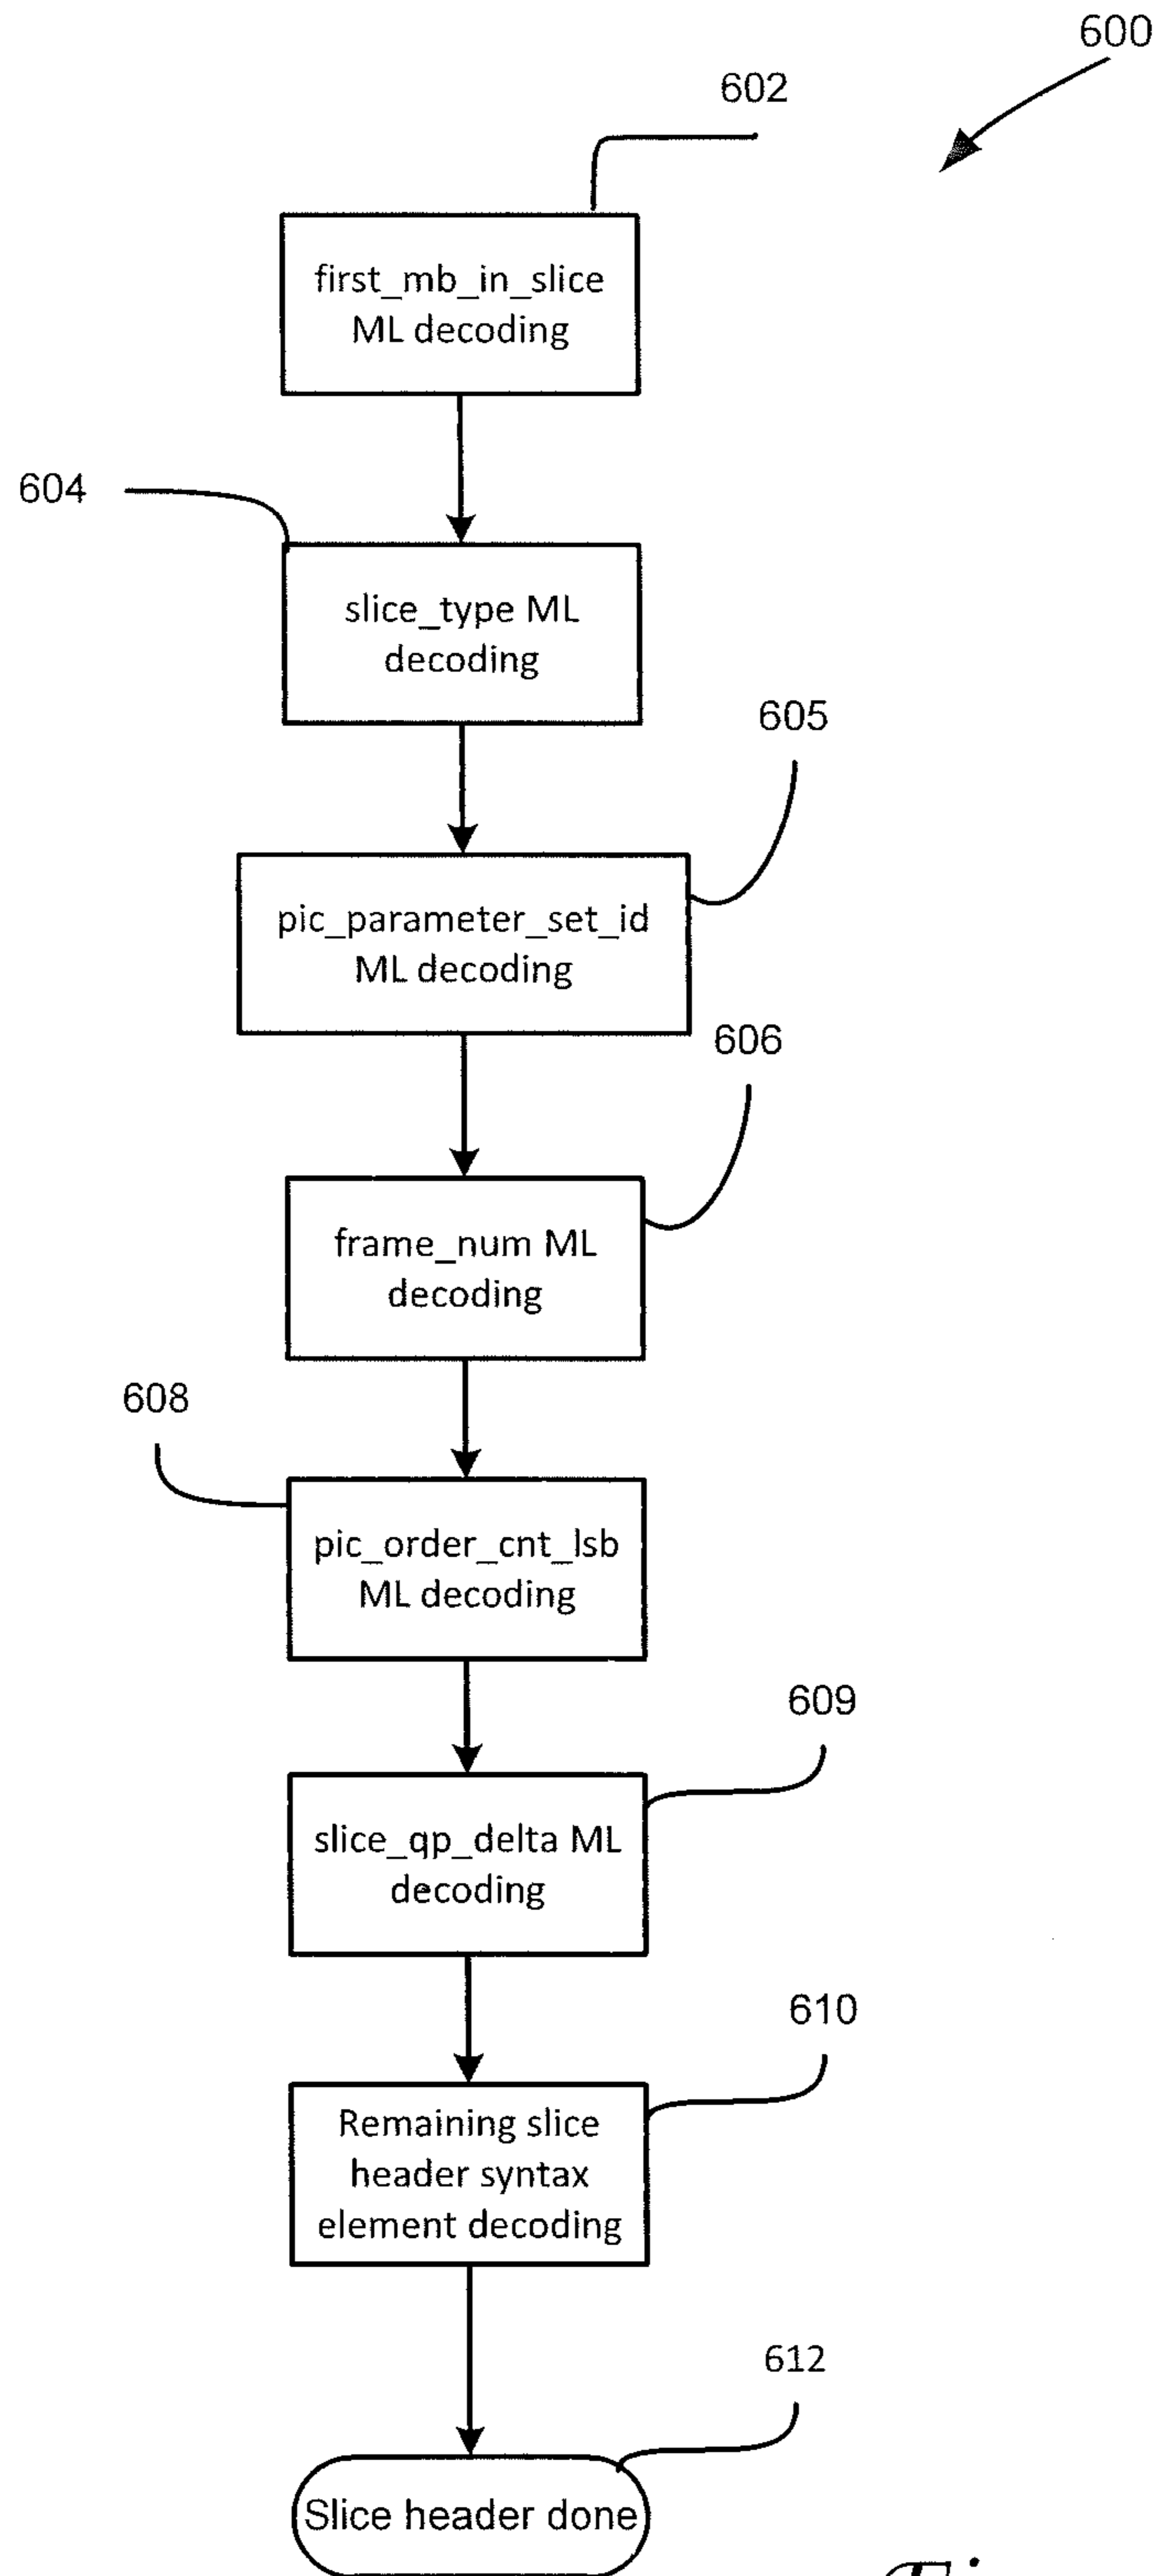 600
602
first_mb_in_slice
ML decoding
604
slice_type ML
decoding
605
pic_parameter_set_id
ML decoding
606
frame_num ML
decoding
608
pic_order_cnt_lsb
ML decoding
609
slice_qp_delta ML
decoding
610
Remaining slice
header syntax
element decoding
612
Slice header done